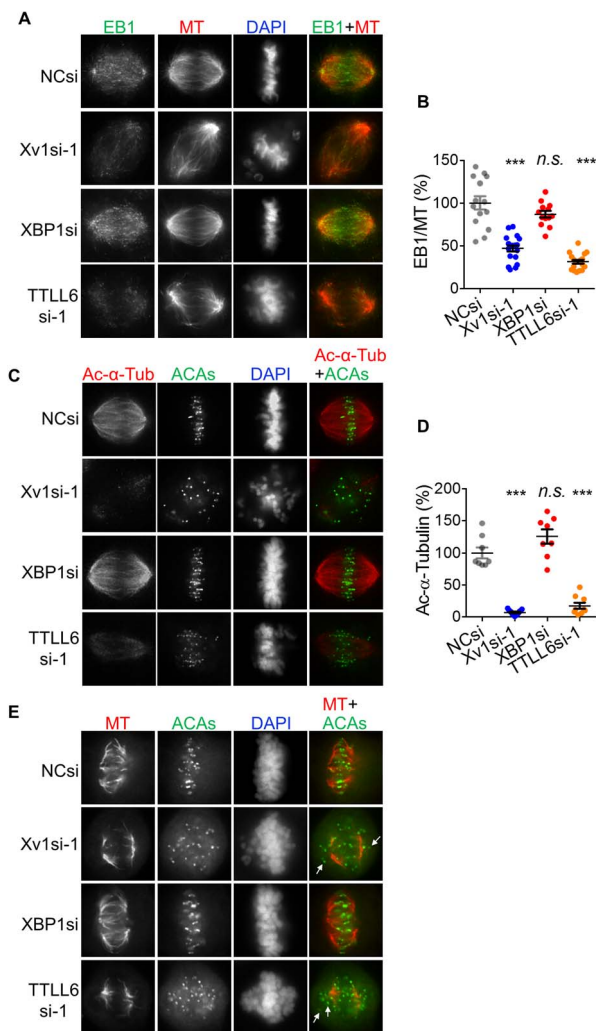 A
EB1 MT DAPI EB1+MT
NCsi
Xv1si-1
XBP1si
TTLL6
si-1
B
EB1/MT (%)
150
100
50
0
*** n.s. ***
NCsi
Xv1si-1
XBP1si
TTLL6si-1
C
Ac-α-Tub ACAs DAPI Ac-α-Tub
+ACAs
NCsi
Xv1si-1
XBP1si
TTLL6
si-1
D
Ac-α-Tubulin (%)
200
150
100
50
0
*** n.s. ***
NCsi
Xv1si-1
XBP1si
TTLL6si-1
E
MT ACAs DAPI MT+
ACAs
NCsi
Xv1si-1
XBP1si
TTLL6
si-1